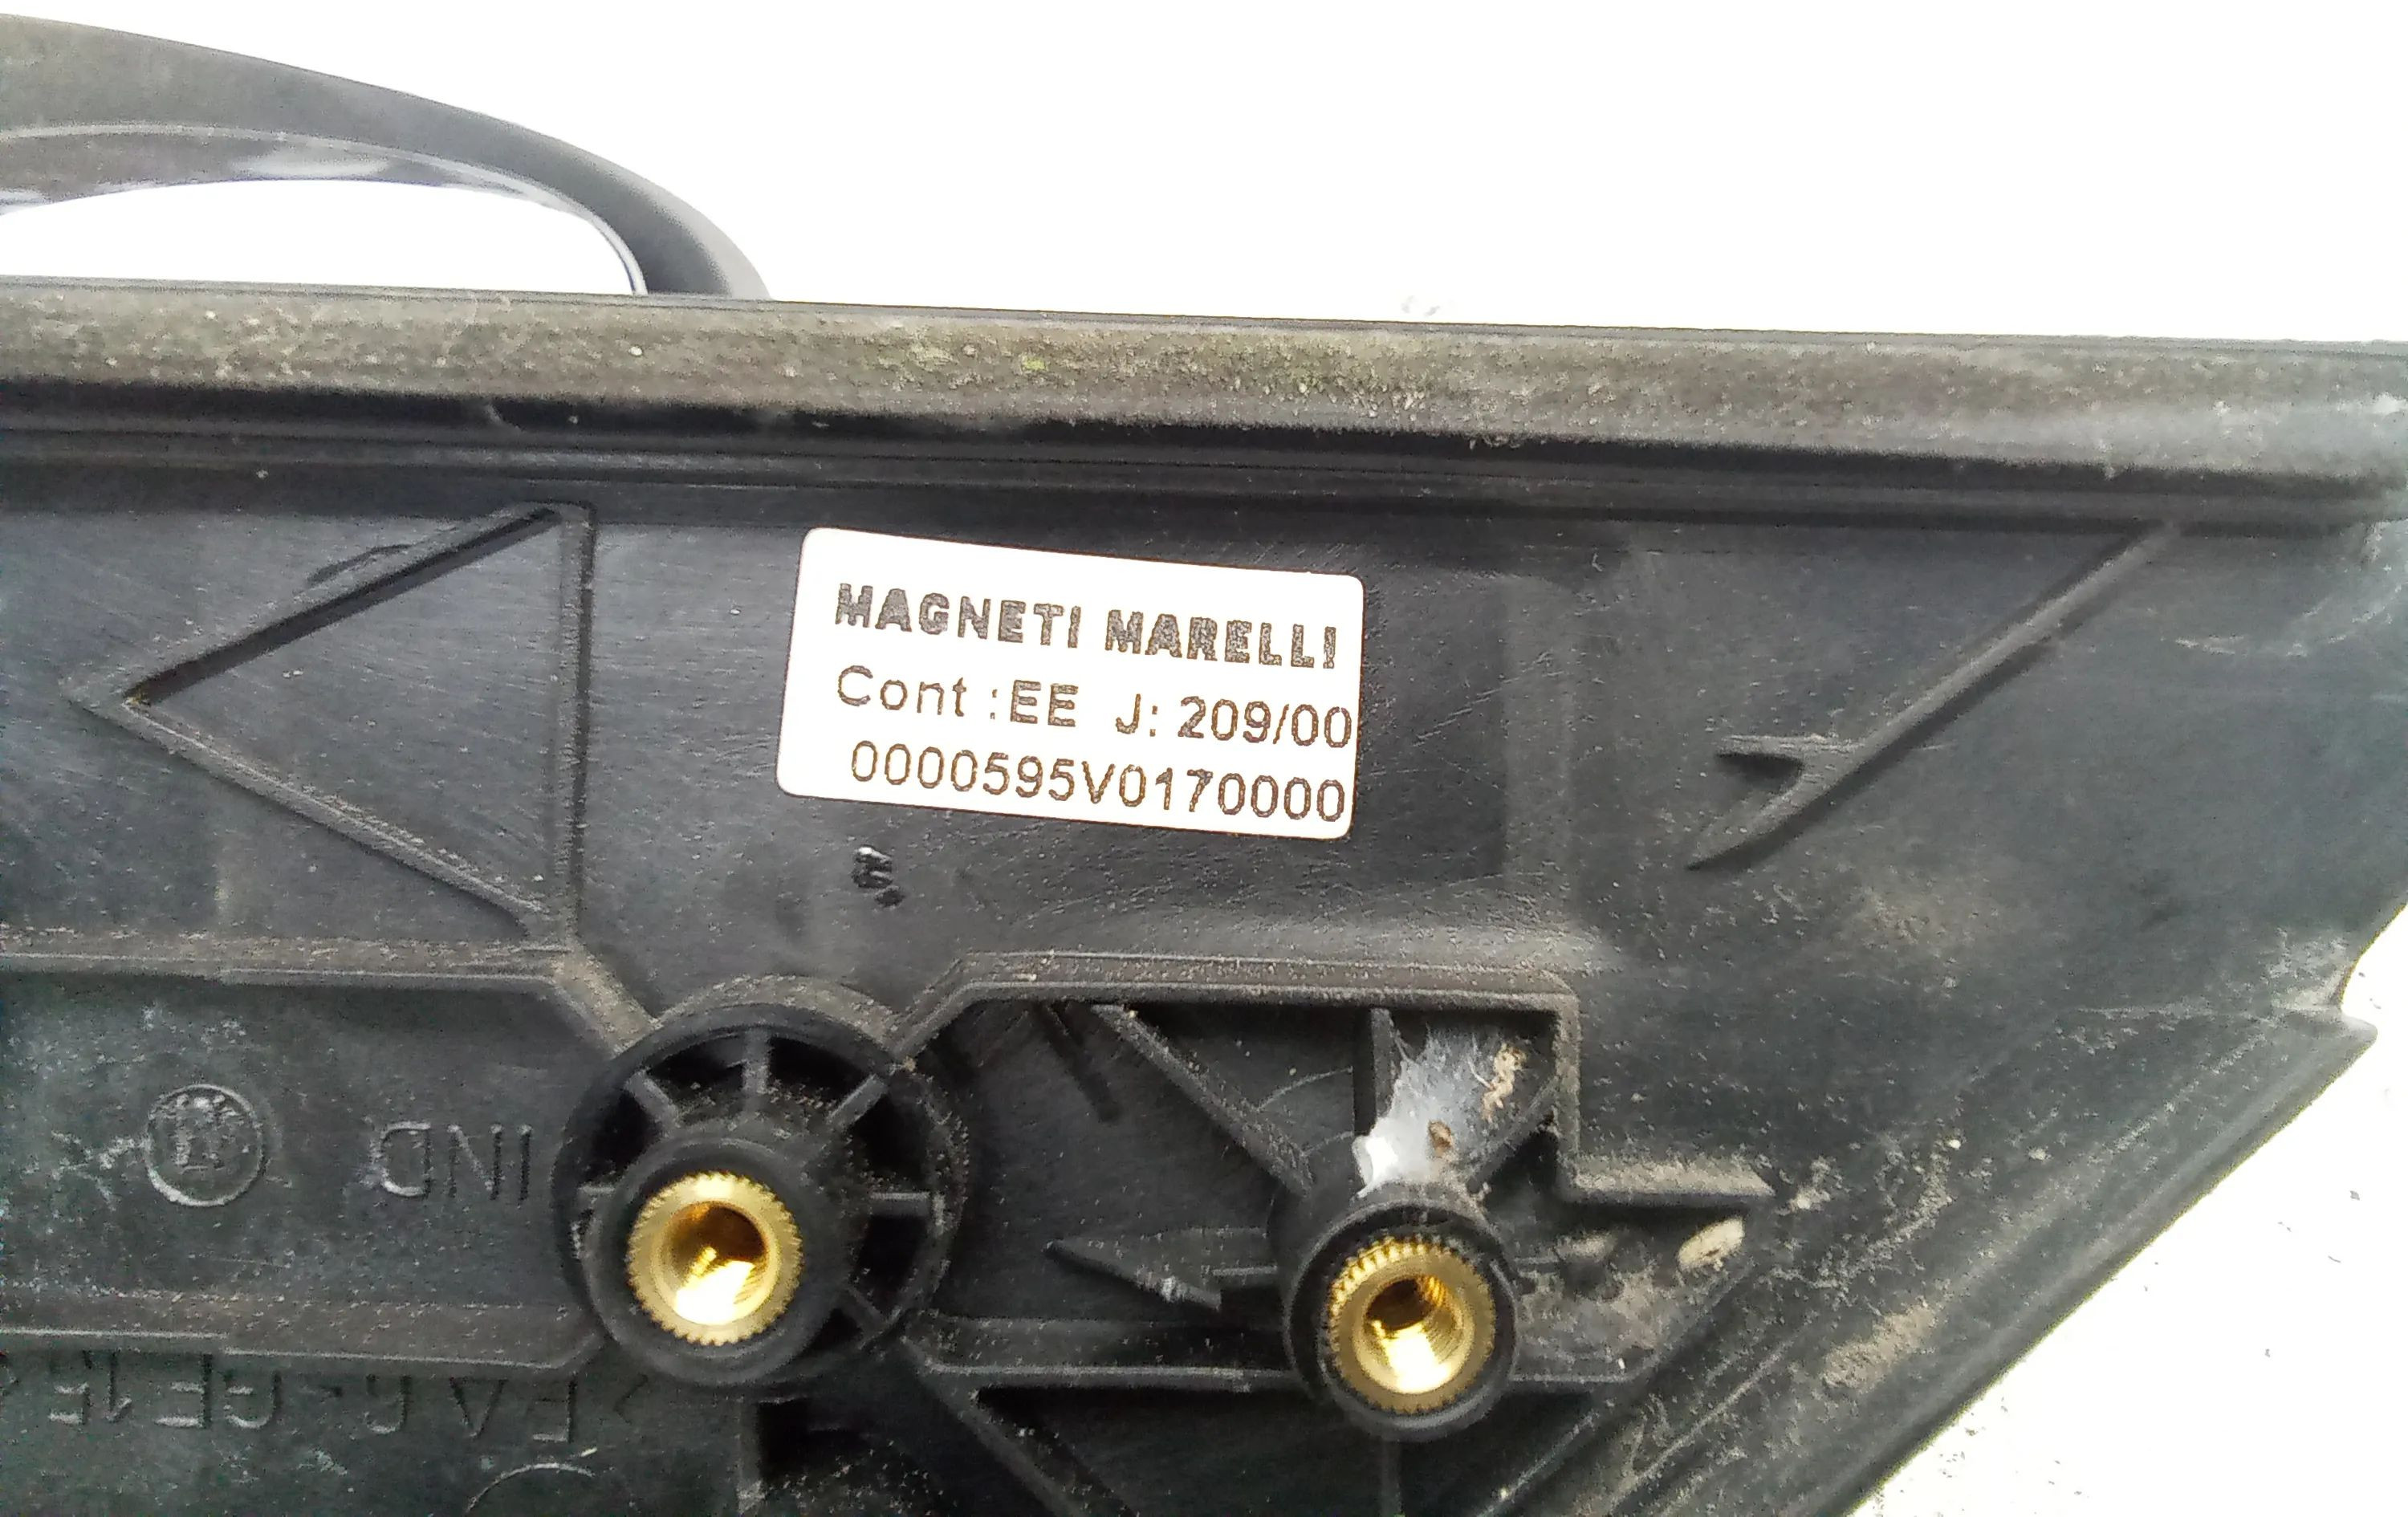 MAGNETI MARELLI
Cont :EE J: 209/00
0000595V0170000
IND